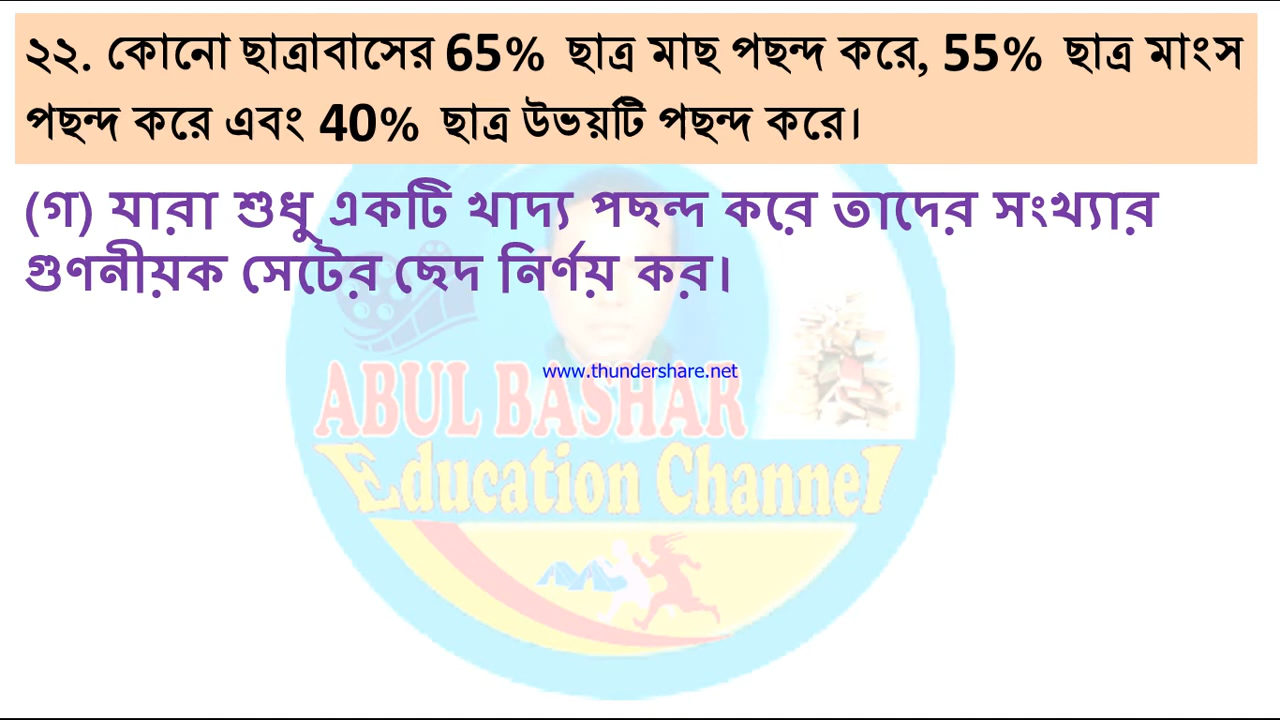 ২২. কোনো ছাত্রাবাসের 65% ছাত্র মাছ পছন্দ করে, 55% ছাত্র মাংস
পছন্দ করে এবং 40% ছাত্র উভয়টি পছন্দ করে।
(গ) যারা শুধু একটি খাদ্য পছন্দ করে তাদের সংখ্যার
গুণনীয়ক সেটের ছেদ নির্ণয় কর।
www.thundershare.net
ABUL BASHAR
Education Channel